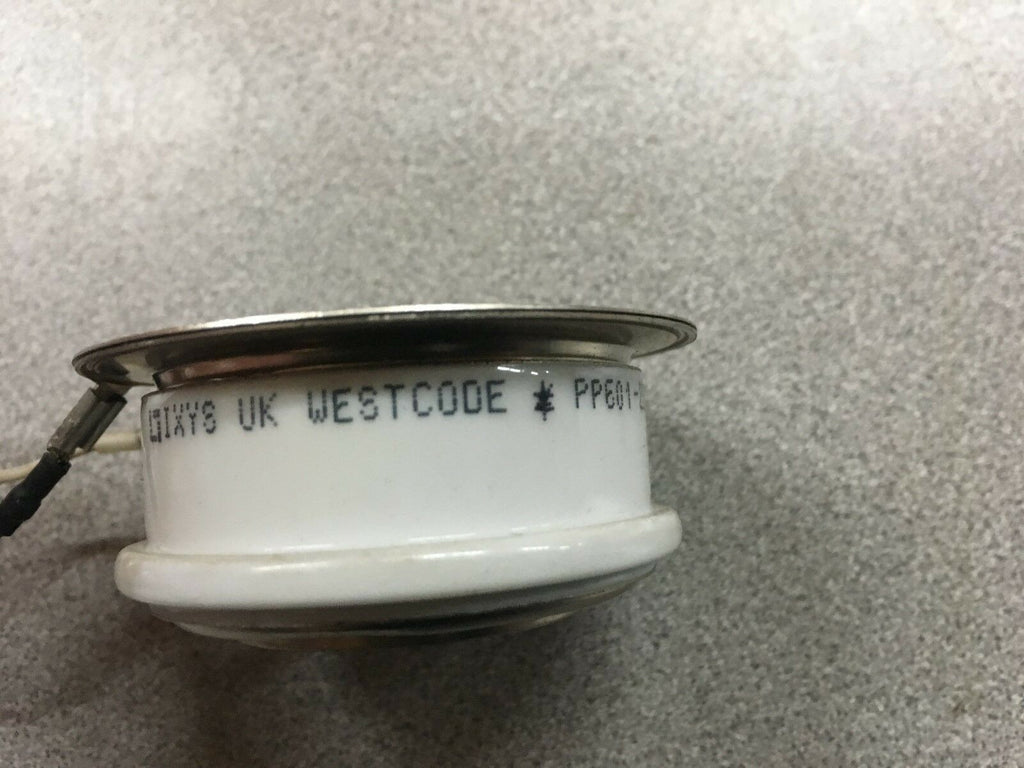 IXYS UK WESTCODE * PP601-